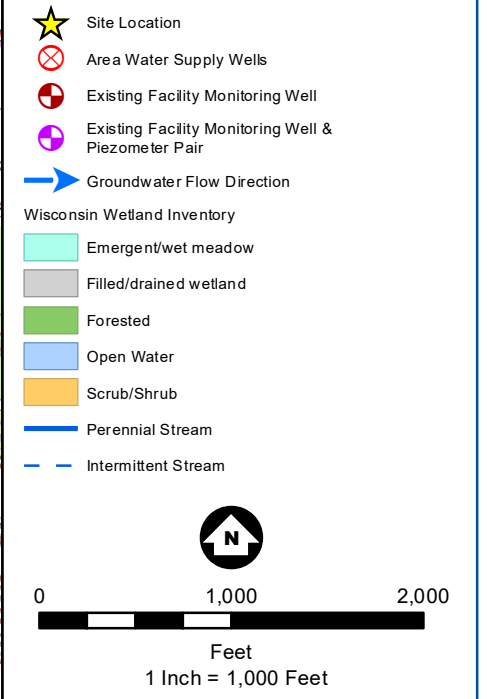 Site Location
Area Water Supply Wells
Existing Facility Monitoring Well
Existing Facility Monitoring Well &
Piezometer Pair
Groundwater Flow Direction
Wisconsin Wetland Inventory
Emergent/wet meadow
Filled/drained wetland
Forested
Open Water
Scrub/Shrub
Perennial Stream
Intermittent Stream
N
0 1,000 2,000
Feet
1 Inch = 1,000 Feet